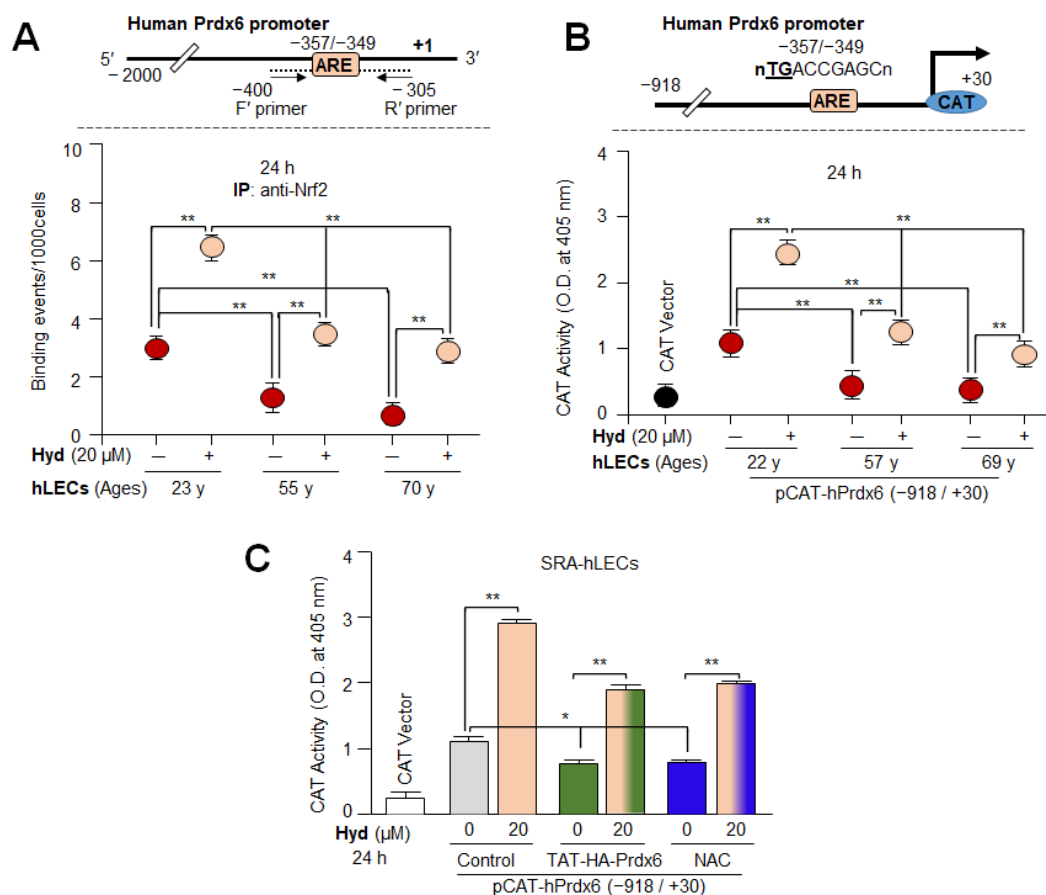 A
Human Prdx6 promoter
−357/−349
+1
5′
ARE
3′
−2000
−400
−305
F′ primer
R′ primer
10
8
6
4
2
0
Binding events/1000cells
24 h
IP: anti-Nrf2
**
**
**
**
**
**
Hyd (20 µM)
— + — + — +
hLECs (Ages)
23 y
55 y
70 y
B
Human Prdx6 promoter
−357/−349
nTGACCGAGCn
−918
+30
ARE
CAT
4
3
2
1
0
CAT Activity (O.D. at 405 nm)
24 h
CAT Vector
**
**
**
**
**
**
Hyd (20 µM)
— + — + — +
hLECs (Ages)
22 y
57 y
69 y
pCAT-hPrdx6 (−918 / +30)
C
SRA-hLECs
4
3
2
1
0
CAT Activity (O.D. at 405 nm)
CAT Vector
**
**
**
*
Hyd (µM)
0 20 0 20 0 20
24 h
Control
TAT-HA-Prdx6
NAC
pCAT-hPrdx6 (−918 / +30)